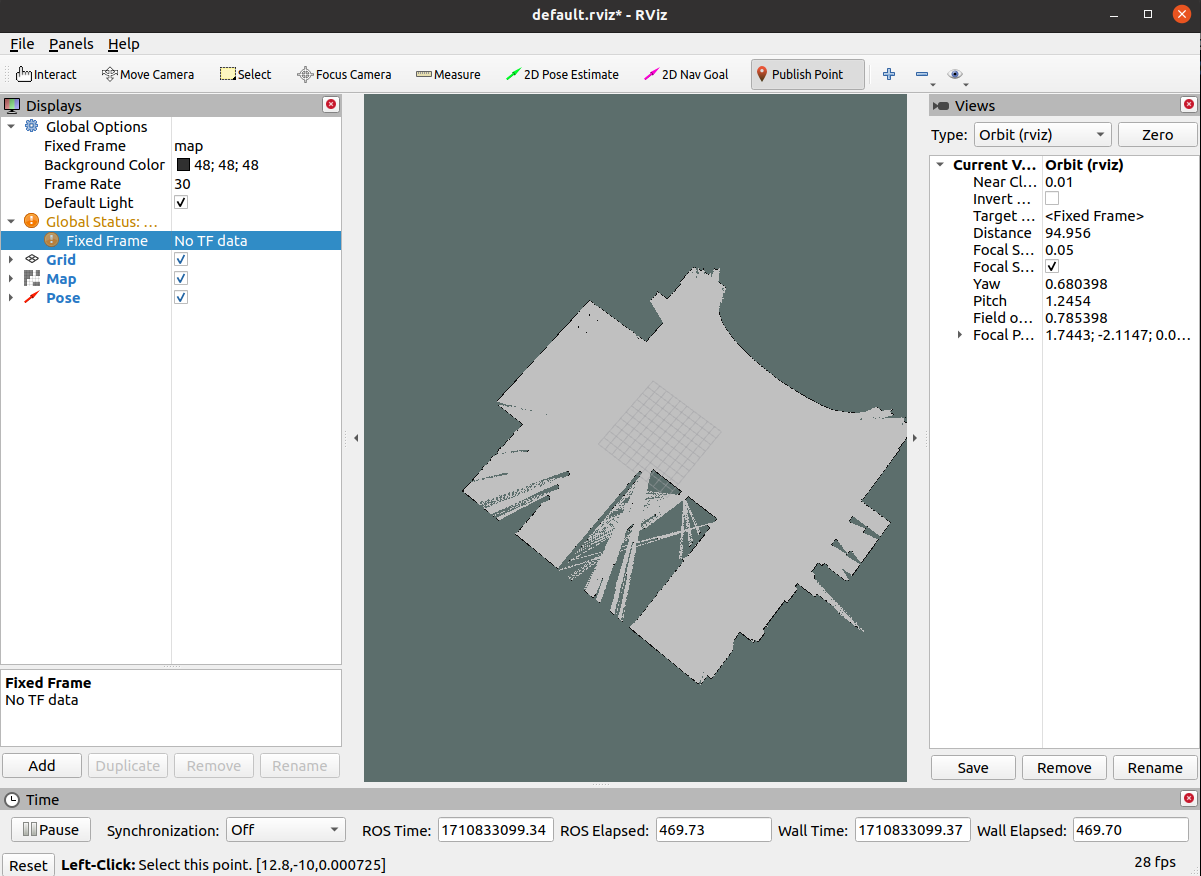 default.rviz* - RViz
File Panels Help
Interact Move Camera Select Focus Camera Measure 2D Pose Estimate 2D Nav Goal Publish Point
Displays
Global Options
Fixed Frame map
Background Color 48; 48; 48
Frame Rate 30
Default Light
Global Status: ...
Fixed Frame No TF data
Grid
Map
Pose
Fixed Frame
No TF data
Add Duplicate Remove Rename
Views
Type: Orbit (rviz) Zero
Current V... Orbit (rviz)
Near Cl... 0.01
Invert ...
Target ... <Fixed Frame>
Distance 94.956
Focal S... 0.05
Focal S...
Yaw 0.680398
Pitch 1.2454
Field o... 0.785398
Focal P... 1.7443; -2.1147; 0.0...
Save Remove Rename
Time
Pause Synchronization: Off ROS Time: 1710833099.34 ROS Elapsed: 469.73 Wall Time: 1710833099.37 Wall Elapsed: 469.70
Reset Left-Click: Select this point. [12.8,-10,0.000725] 28 fps